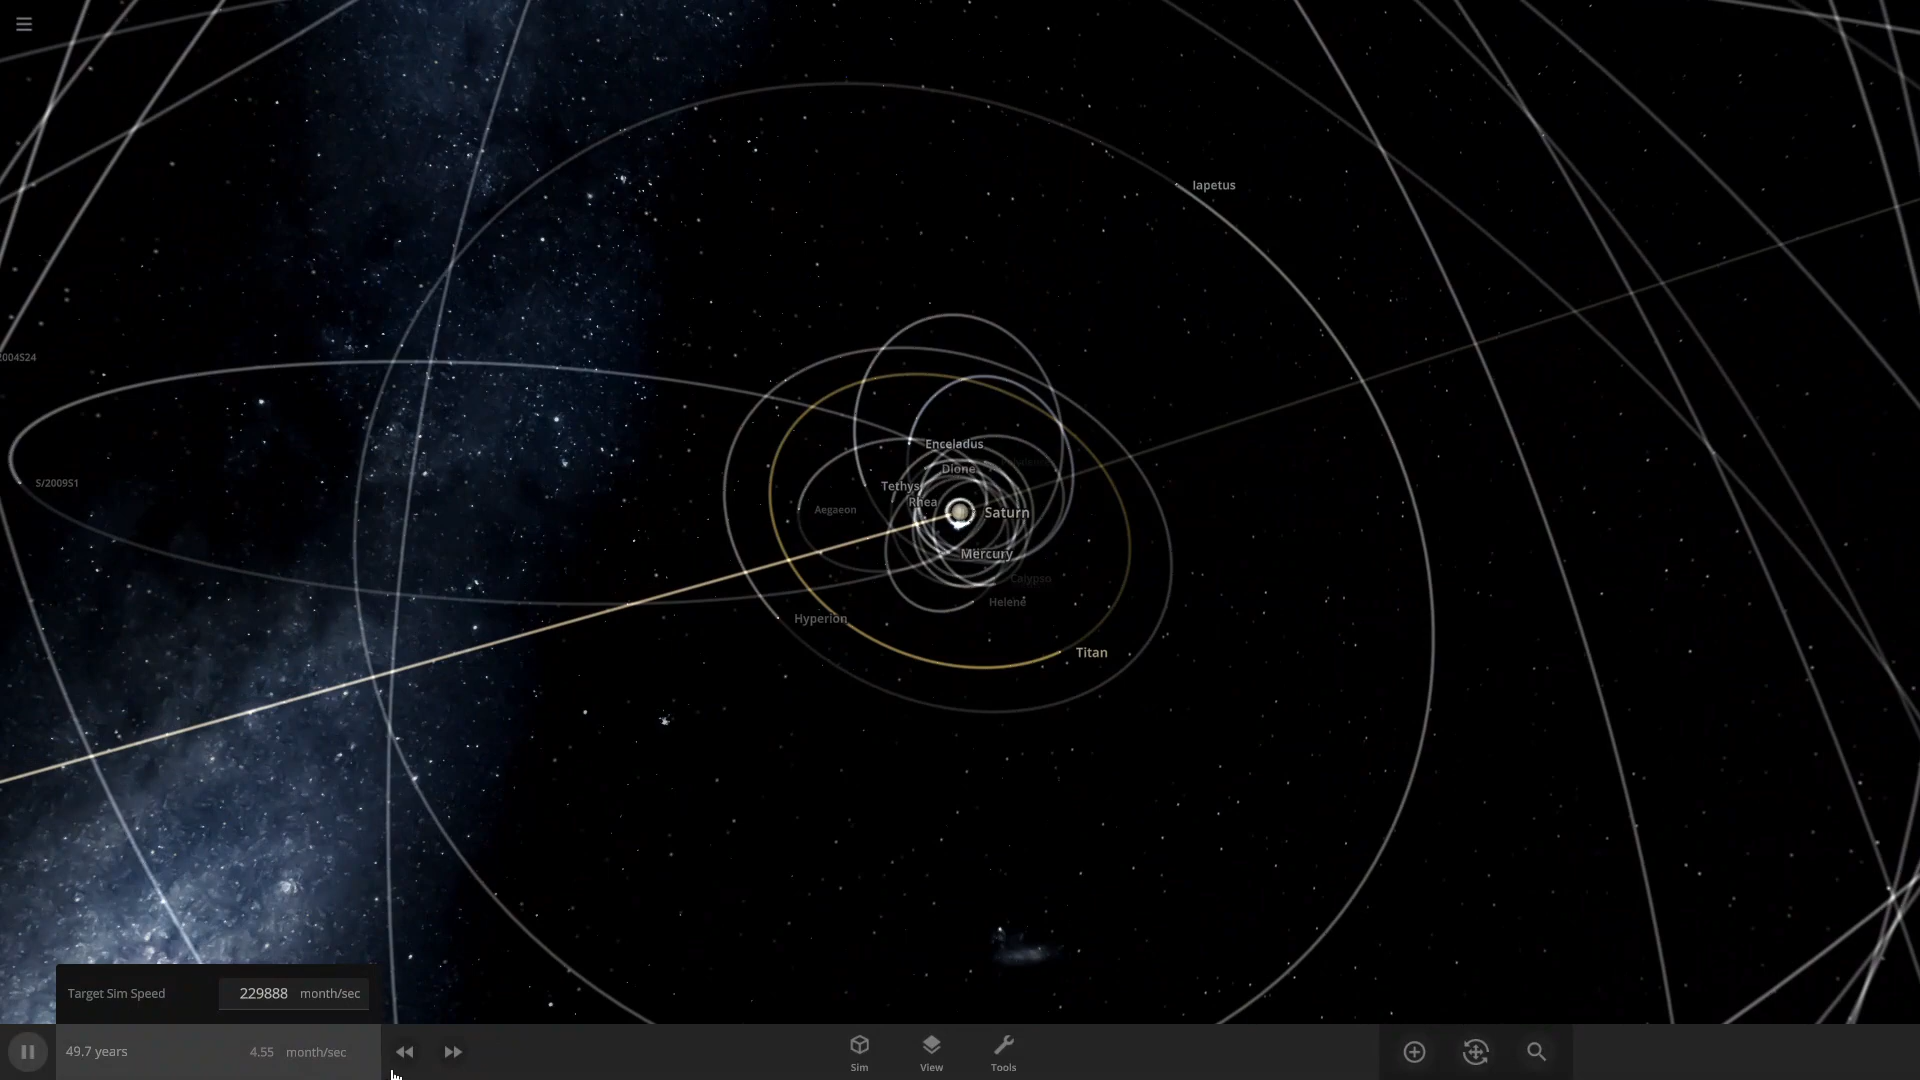 Iapetus
2004S24
Enceladus
Dione
Tethys
S/2009S1
Rhea
Aegaeon
Saturn
Mercury
Calypso
Helene
Hyperion
Titan
Target Sim Speed 229888 month/sec
49.7 years 4.55 month/sec
Sim View Tools